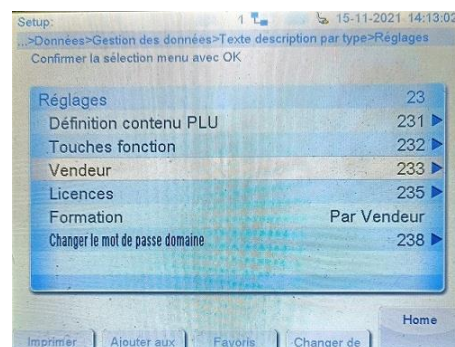 Setup: 1 15-11-2021 14:13:02
...>Données>Gestion des données>Texte description par type>Réglages
Confirmer la sélection menu avec OK
Réglages 23
Définition contenu PLU 231
Touches fonction 232
Vendeur 233
Licences 235
Formation Par Vendeur
Changer le mot de passe domaine 238
Home
Imprimer Ajouter aux Favoris Changer de